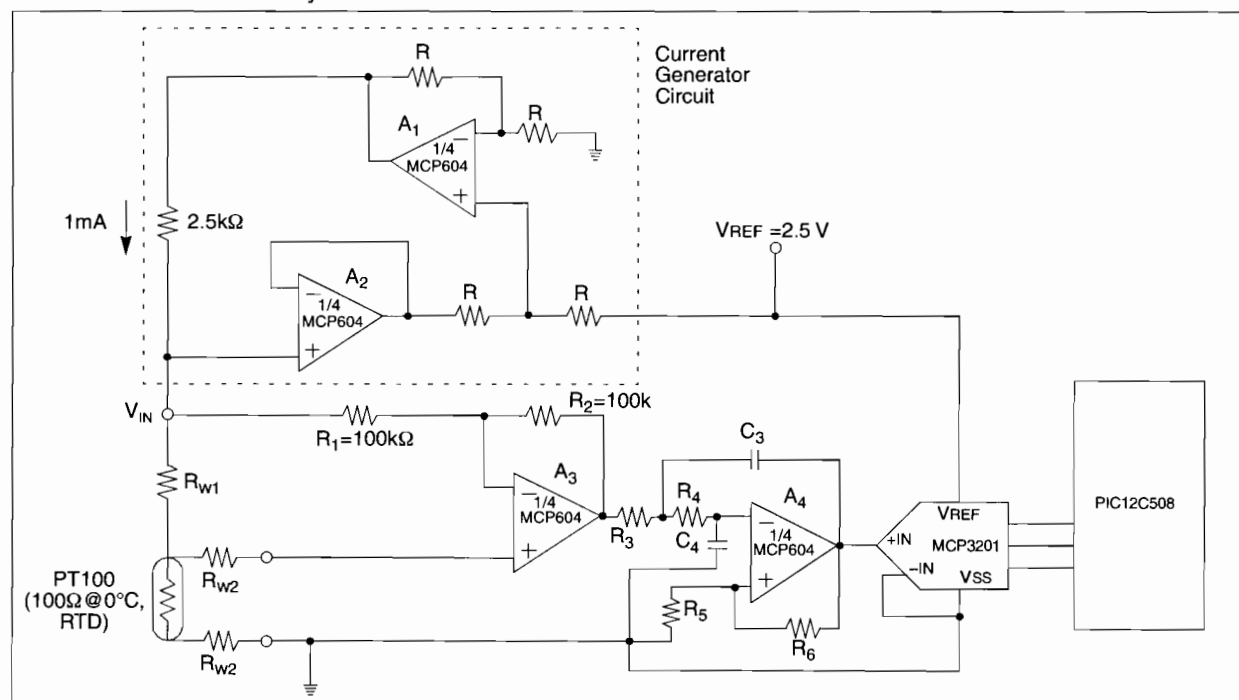 Current
Generator
Circuit
R
R
A1
1/4
MCP604
−
+
1mA
2.5kΩ
VREF =2.5 V
A2
−
1/4
MCP604
+
R
R
VIN
R1=100kΩ
R2=100k
RW1
A3
−
1/4
MCP604
+
R3
C3
R4
C4
A4
−
1/4
MCP604
+
R5
R6
VREF
+IN
MCP3201
−IN
VSS
PIC12C508
RW2
PT100
(100Ω@0°C,
RTD)
RW2